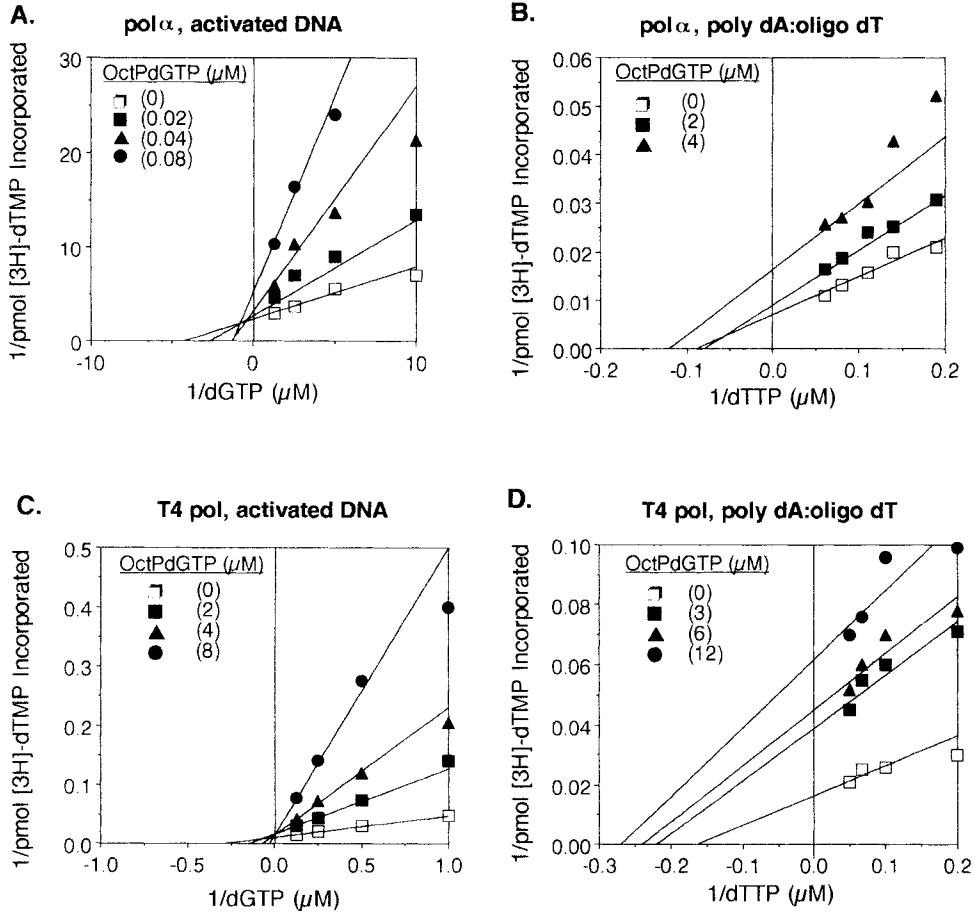 A.
polα, activated DNA
OctPdGTP (µM)
(0)
(0.02)
(0.04)
(0.08)
1/pmol [3H]-dTMP Incorporated
30
20
10
0
-10
0
10
1/dGTP (µM)
B.
polα, poly dA:oligo dT
OctPdGTP (µM)
(0)
(2)
(4)
1/pmol [3H]-dTMP Incorporated
0.06
0.05
0.04
0.03
0.02
0.01
0.00
-0.2
-0.1
0.0
0.1
0.2
1/dTTP (µM)
C.
T4 pol, activated DNA
OctPdGTP (µM)
(0)
(2)
(4)
(8)
1/pmol [3H]-dTMP Incorporated
0.5
0.4
0.3
0.2
0.1
0.0
-1.0
-0.5
0.0
0.5
1.0
1/dGTP (µM)
D.
T4 pol, poly dA:oligo dT
OctPdGTP (µM)
(0)
(3)
(6)
(12)
1/pmol [3H]-dTMP Incorporated
0.10
0.08
0.06
0.04
0.02
0.00
-0.3
-0.2
-0.1
0.0
0.1
0.2
1/dTTP (µM)